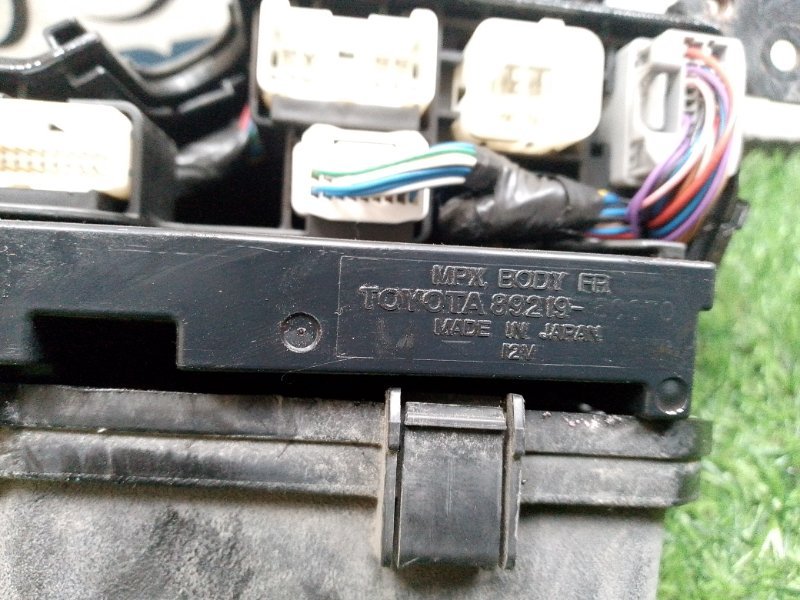 MPX BODY FR
TOYOTA 89219-
MADE IN JAPAN
12V